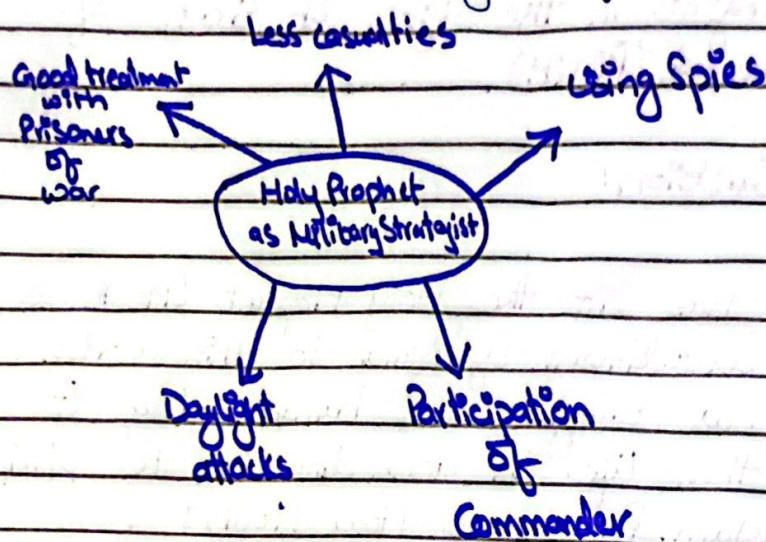 Less casualties
Good treatment
with
Prisoners
of
war
Using Spies
Holy Prophet
as Military Strategist
Daylight
attacks
Participation
of
Commander